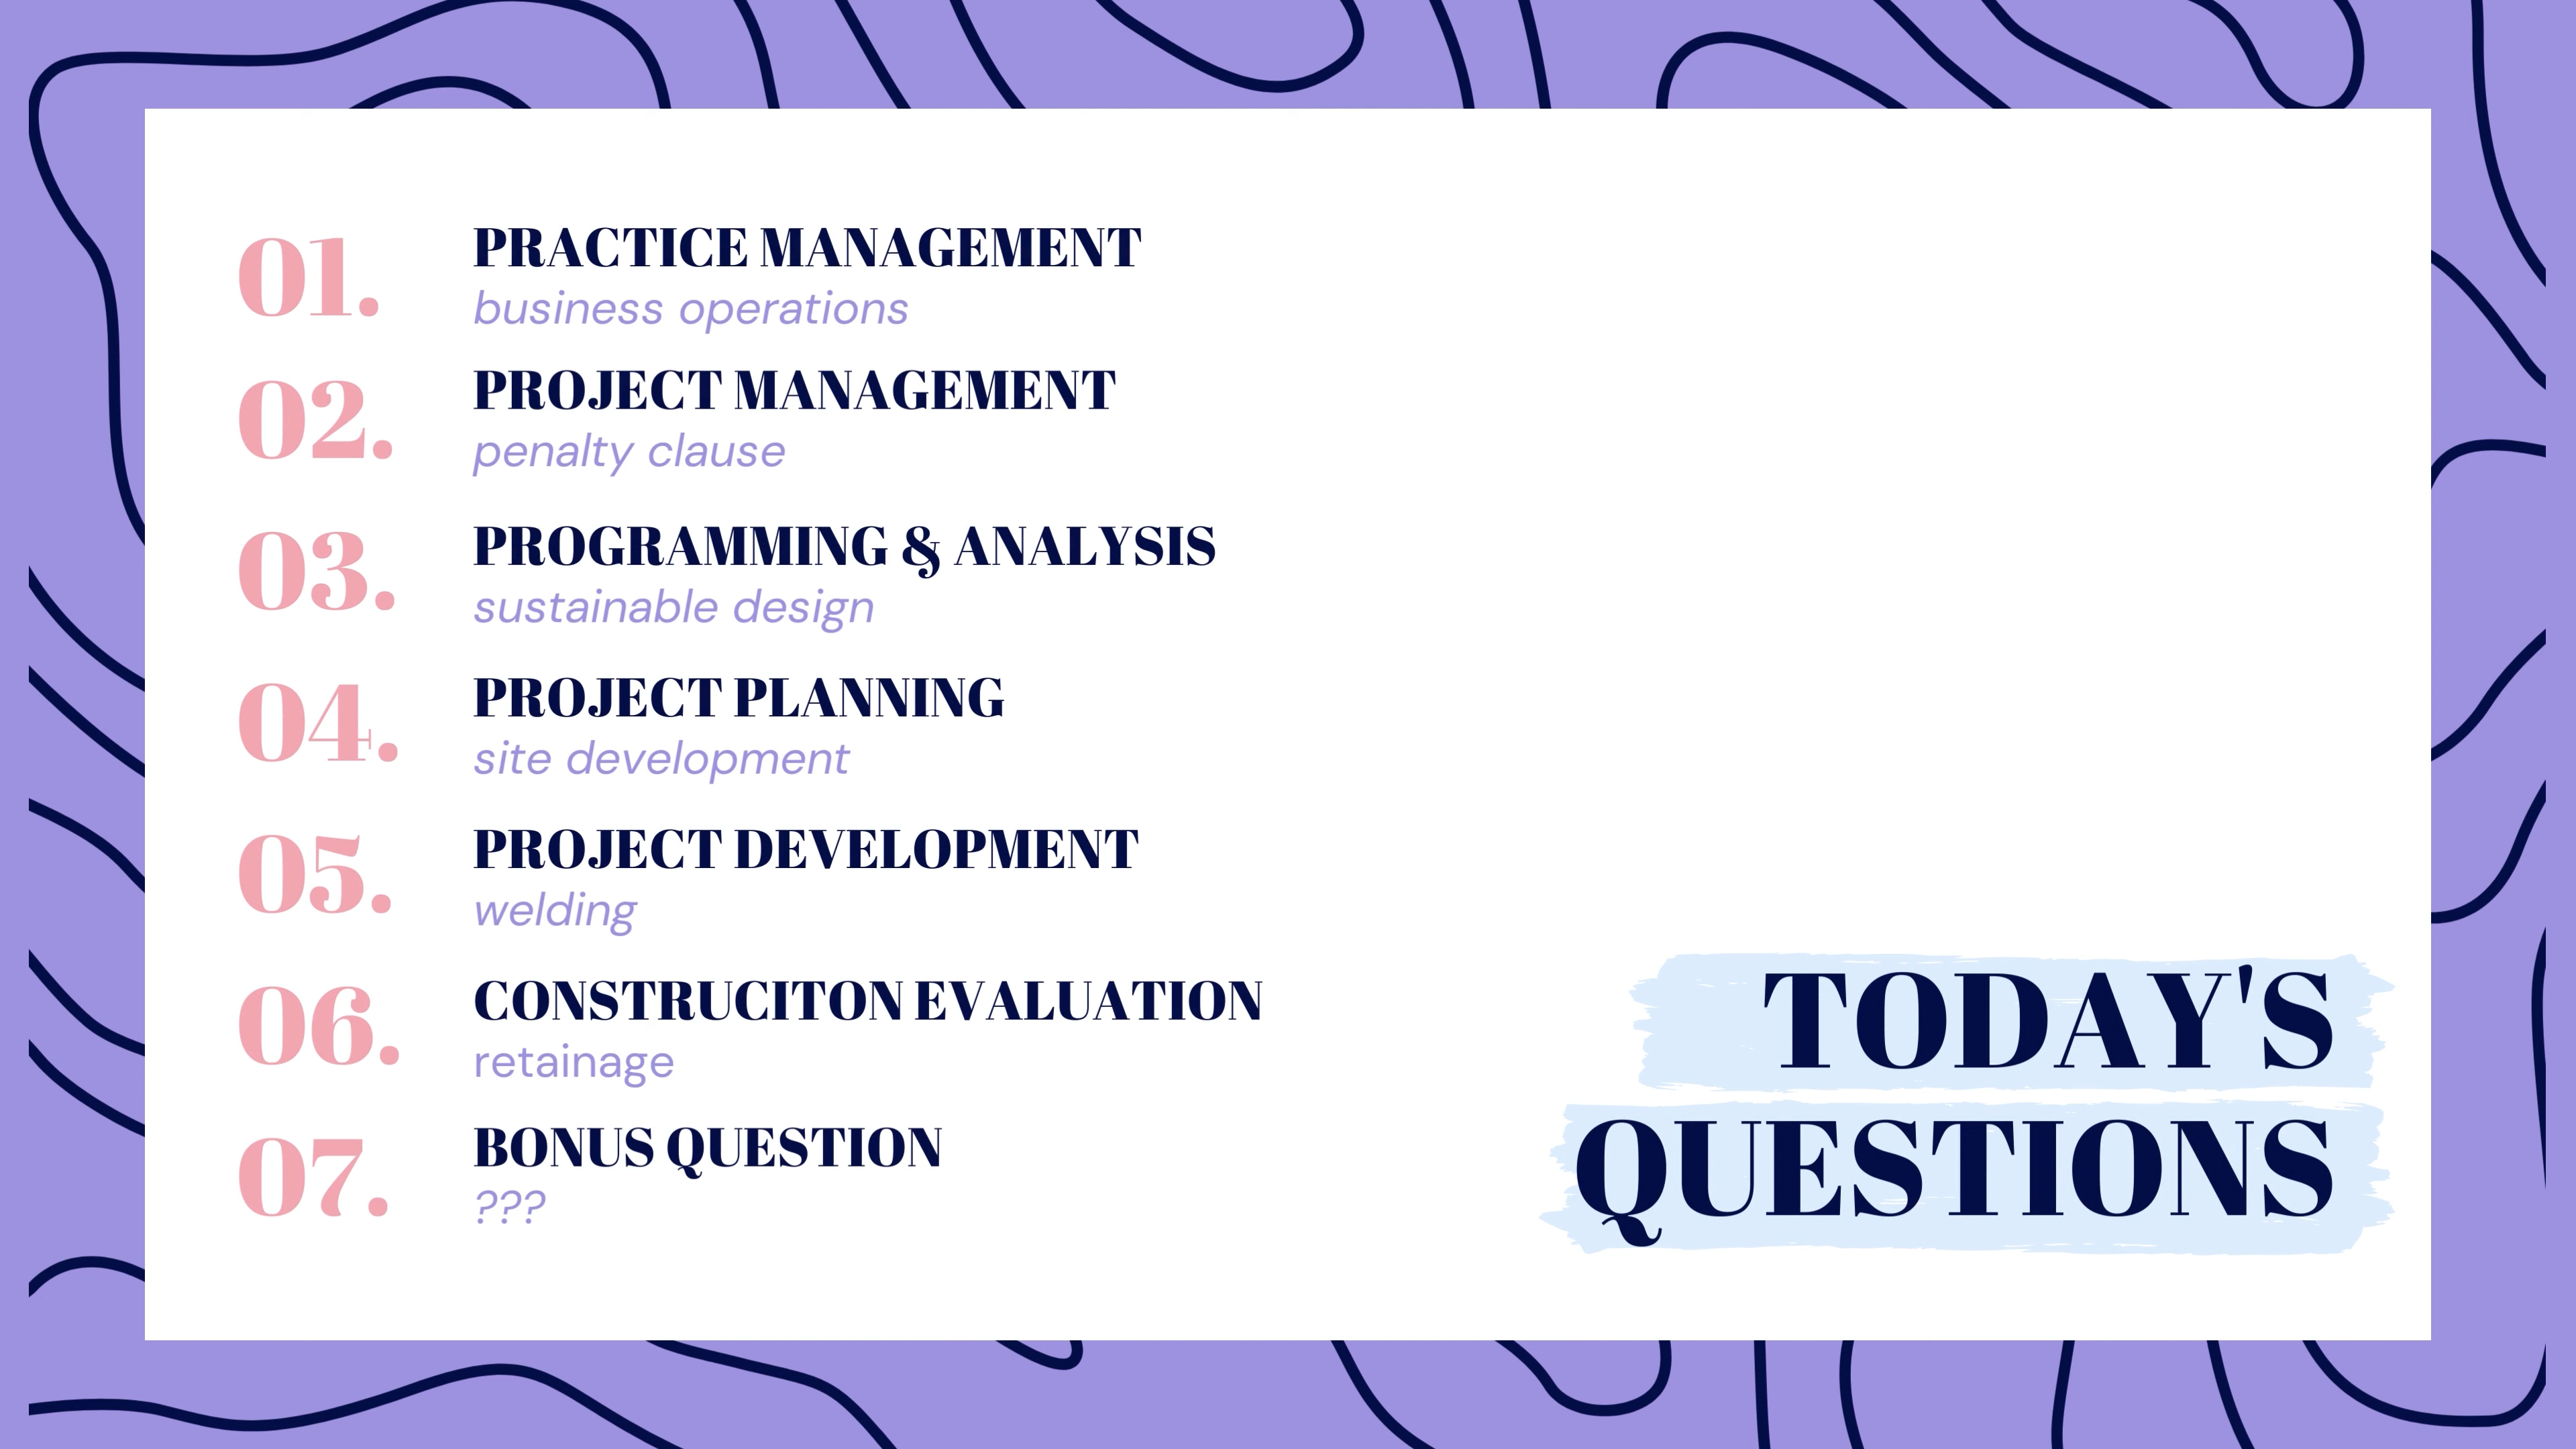 01.
PRACTICE MANAGEMENT
business operations
02.
PROJECT MANAGEMENT
penalty clause
03.
PROGRAMMING & ANALYSIS
sustainable design
04.
PROJECT PLANNING
site development
05.
PROJECT DEVELOPMENT
welding
06.
CONSTRUCITON EVALUATION
retainage
07.
BONUS QUESTION
???
TODAY'S
QUESTIONS